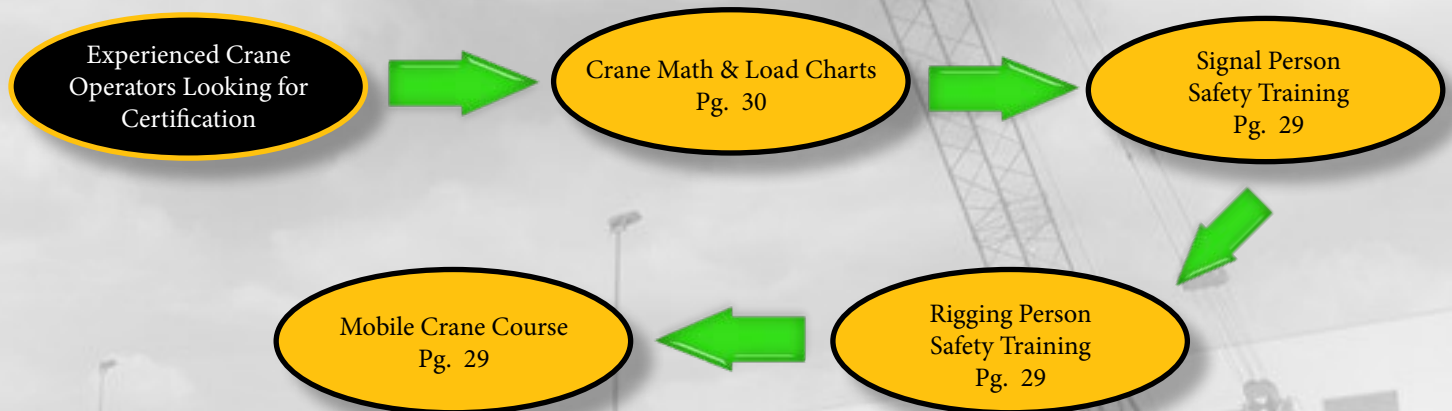 Experienced Crane
Operators Looking for
Certification
Crane Math & Load Charts
Pg. 30
Signal Person
Safety Training
Pg. 29
Rigging Person
Safety Training
Pg. 29
Mobile Crane Course
Pg. 29